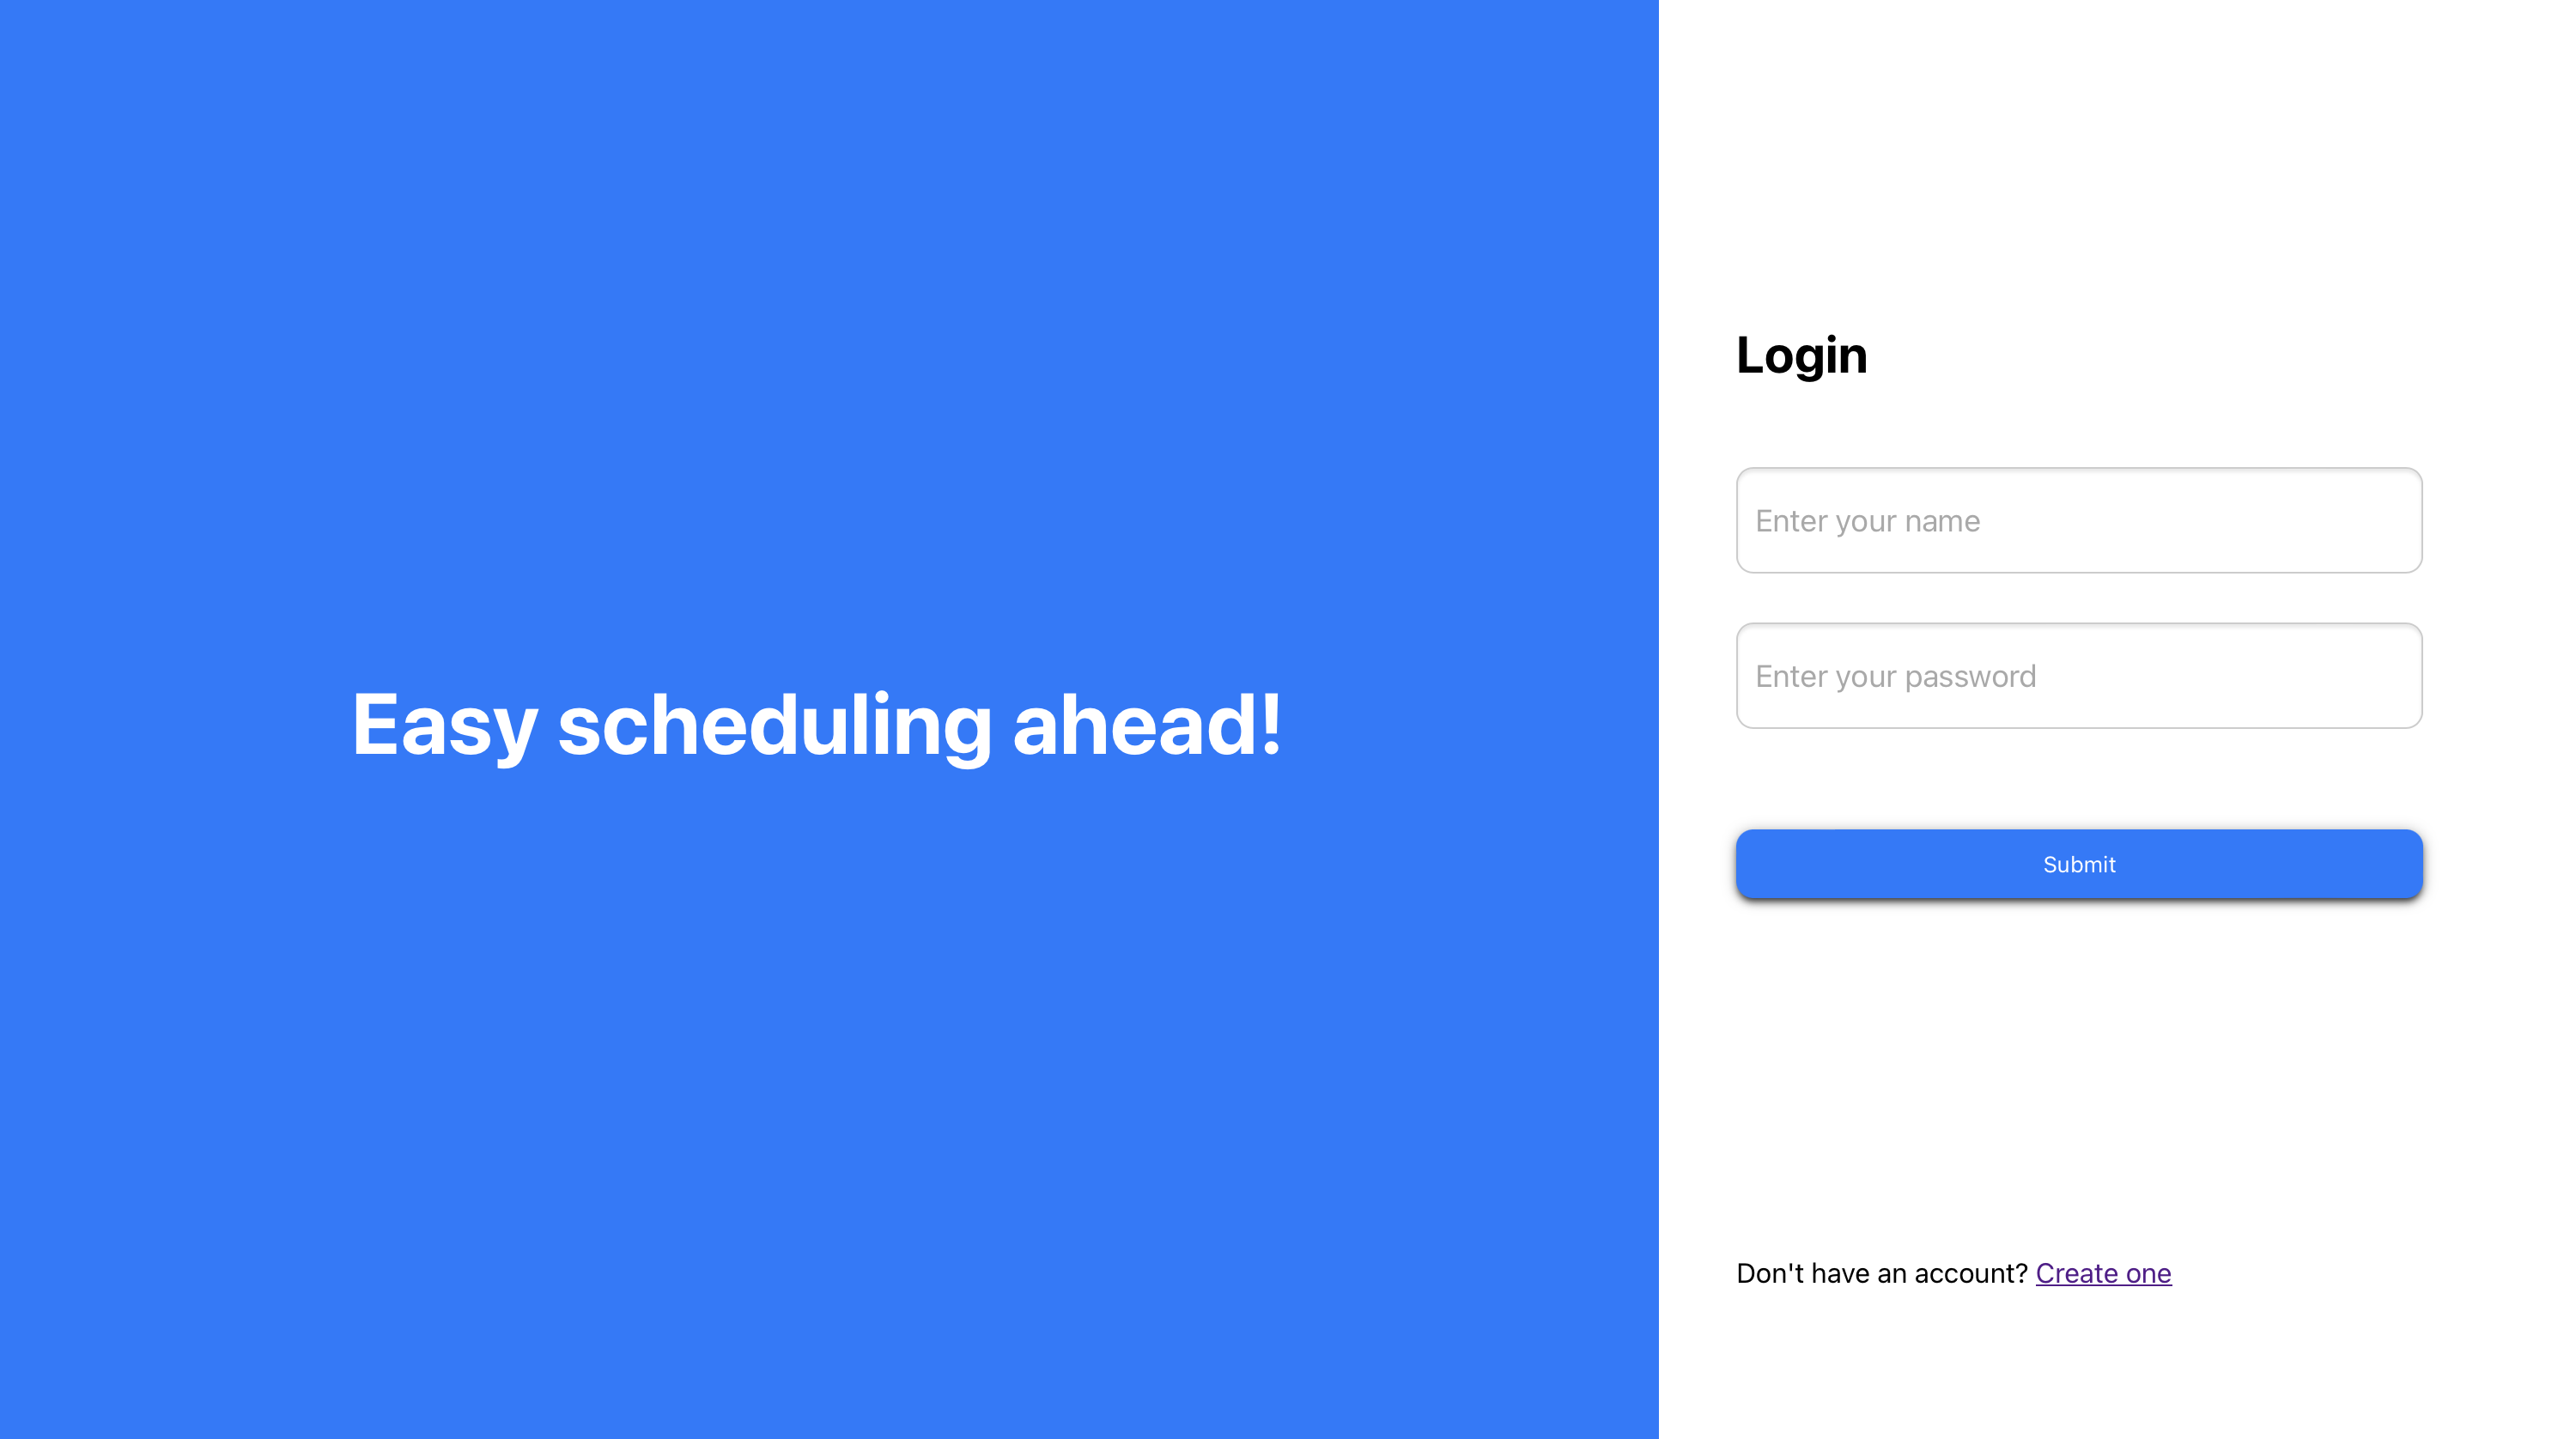 Easy scheduling ahead!
Login
Enter your name
Enter your password
Submit
Don't have an account? Create one